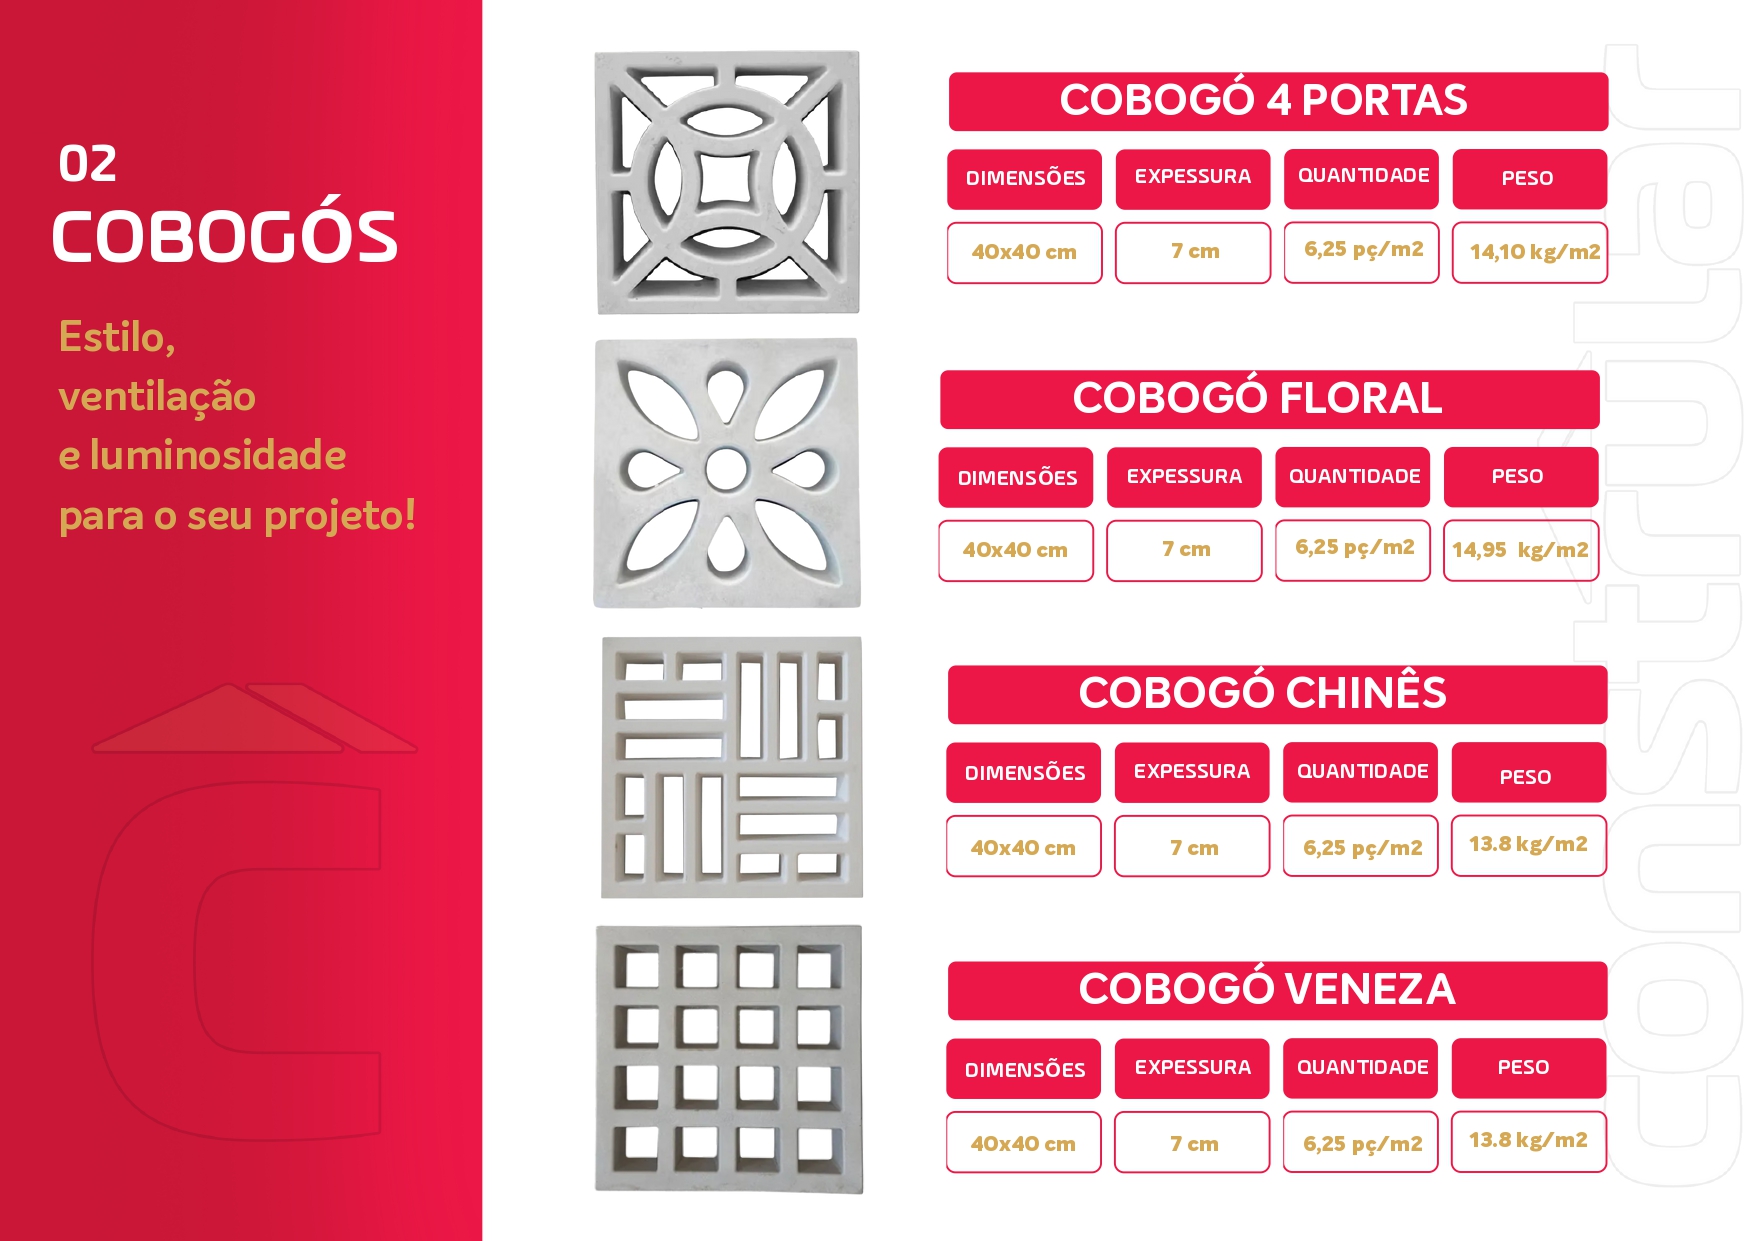 02
COBOGÓS
Estilo,
ventilação
e luminosidade
para o seu projeto!
COBOGÓ 4 PORTAS
DIMENSÕES EXPESSURA QUANTIDADE PESO
40x40 cm 7 cm 6,25 pç/m2 14,10 kg/m2
COBOGÓ FLORAL
DIMENSÕES EXPESSURA QUANTIDADE PESO
40x40 cm 7 cm 6,25 pç/m2 14,95 kg/m2
COBOGÓ CHINÊS
DIMENSÕES EXPESSURA QUANTIDADE PESO
40x40 cm 7 cm 6,25 pç/m2 13.8 kg/m2
COBOGÓ VENEZA
DIMENSÕES EXPESSURA QUANTIDADE PESO
40x40 cm 7 cm 6,25 pç/m2 13.8 kg/m2
constrular